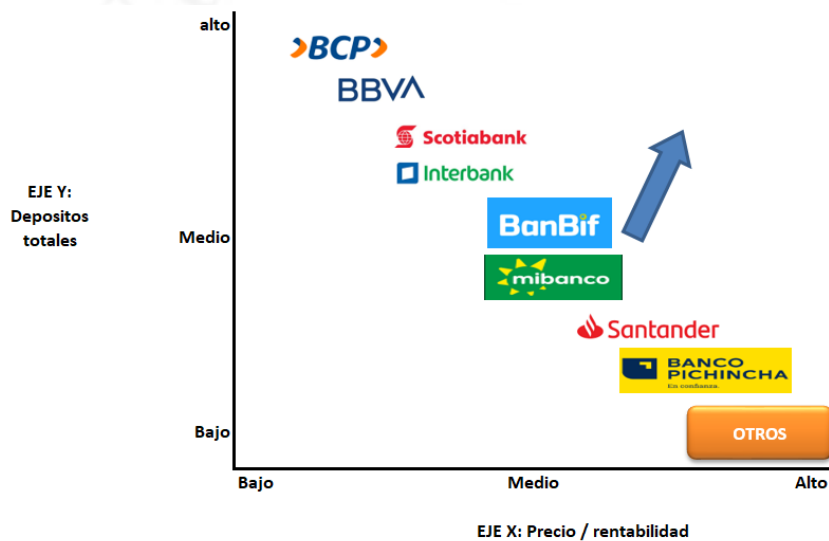 alto
BCP
BBVA
Scotiabank
Interbank
EJE Y:
Depositos
totales
BanBif
Medio
mibanco
Santander
BANCO
PICHINCHA
En confianza.
Bajo
OTROS
Bajo
Medio
Alto
EJE X: Precio / rentabilidad